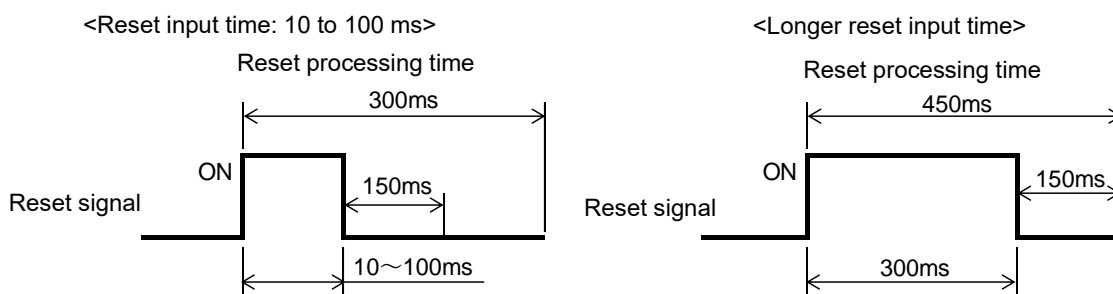 <Reset input time: 10 to 100 ms>
Reset processing time
300ms
ON
150ms
Reset signal
10～100ms
<Longer reset input time>
Reset processing time
450ms
ON
150ms
Reset signal
300ms